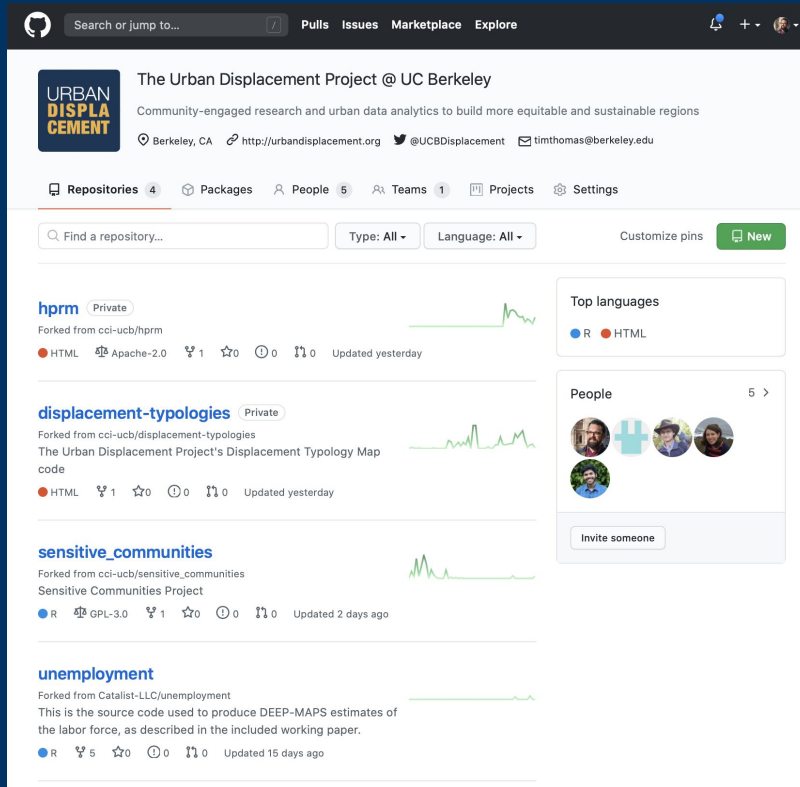 Search or jump to... / Pulls Issues Marketplace Explore
URBAN
DISPLA
CEMENT
The Urban Displacement Project @ UC Berkeley
Community-engaged research and urban data analytics to build more equitable and sustainable regions
Berkeley, CA http://urbandisplacement.org @UCBDisplacement timthomas@berkeley.edu
Repositories 4 Packages People 5 Teams 1 Projects Settings
Find a repository... Type: All Language: All Customize pins New
hprm Private
Forked from cci-ucb/hprm
HTML Apache-2.0 1 0 0 0 Updated yesterday
displacement-typologies Private
Forked from cci-ucb/displacement-typologies
The Urban Displacement Project's Displacement Typology Map
code
HTML 1 0 0 0 Updated yesterday
sensitive_communities
Forked from cci-ucb/sensitive_communities
Sensitive Communities Project
R GPL-3.0 1 0 0 0 Updated 2 days ago
unemployment
Forked from Catalist-LLC/unemployment
This is the source code used to produce DEEP-MAPS estimates of
the labor force, as described in the included working paper.
R 5 0 0 0 Updated 15 days ago
Top languages
R HTML
People 5
Invite someone